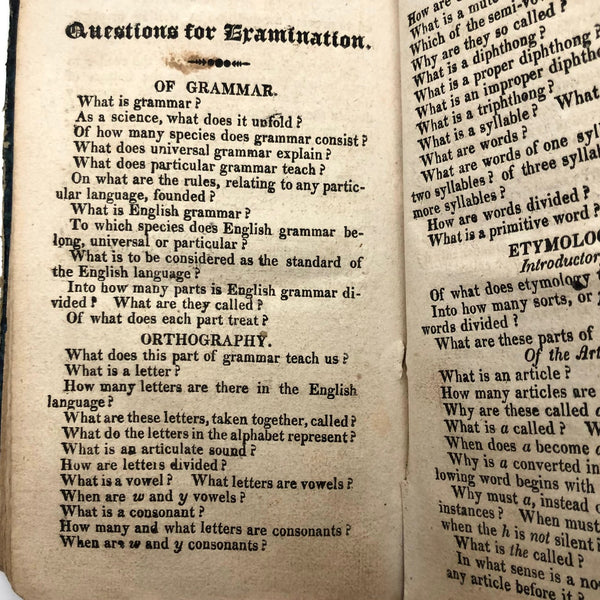 Questions for Examination.
OF GRAMMAR.
What is grammar?
As a science, what does it unfold?
Of how many species does grammar consist?
What does universal grammar explain?
What does particular grammar teach?
On what are the rules, relating to any partic-
ular language, founded?
What is English grammar?
To which species does English grammar be-
long, universal or particular?
What is to be considered as the standard of
the English language?
Into how many parts is English grammar di-
vided? What are they called?
Of what does each part treat?
ORTHOGRAPHY.
What does this part of grammar teach us?
What is a letter?
How many letters are there in the English
language?
What are these letters, taken together, called?
What do the letters in the alphabet represent?
What is an articulate sound?
How are letters divided?
What is a vowel? What letters are vowels?
When are w and y vowels?
What is a consonant?
How many and what letters are consonants?
When are w and y consonants?
How are
What is a mute
Which of the semi-vow
Why are they so called?
What is a diphthong?
What is a proper diphthong?
What is an improper diphtho
What is a triphthong?
What is a syllable? What
What are words?
What are words of one syll
two syllables? of three syllab
more syllables?
How are words divided?
What is a primitive word?
ETYMOLO
Introductory
Of what does etymology t
Into how many sorts, or
words divided?
What are these parts of
Of the Art
What is an article?
How many articles are
Why are these called
What is a called? W
When does a become a
Why is a converted in
lowing word begins with
Why must a, instead o
instances? When must
when the h is not silent
What is the called?
In what sense is a no
any article before it?